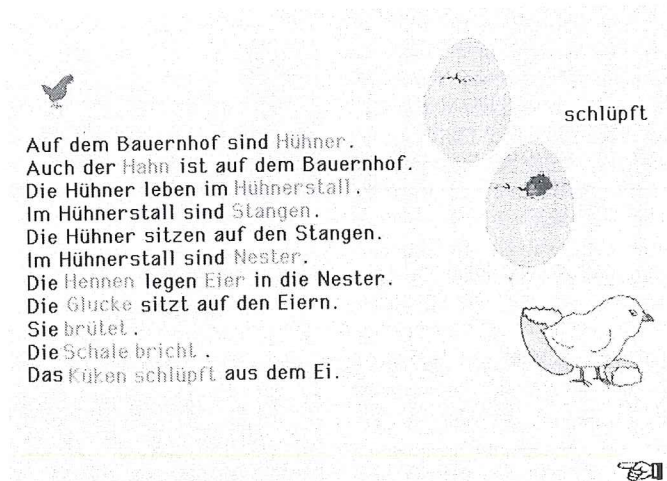 schlüpft
Auf dem Bauernhof sind Hühner.
Auch der Hahn ist auf dem Bauernhof.
Die Hühner leben im Hühnerstall.
Im Hühnerstall sind Stangen.
Die Hühner sitzen auf den Stangen.
Im Hühnerstall sind Nester.
Die Hennen legen Eier in die Nester.
Die Glucke sitzt auf den Eiern.
Sie brütet.
Die Schale bricht.
Das Küken schlüpft aus dem Ei.